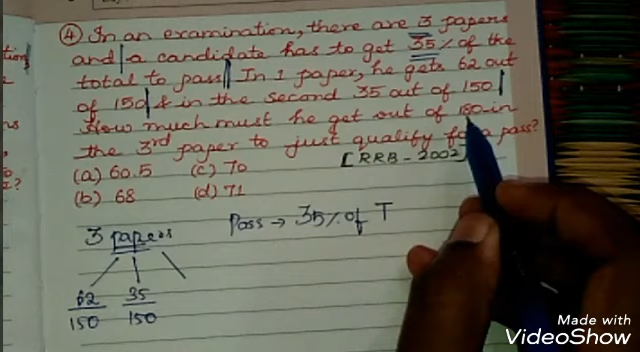 ④ In an examination, there are 3 papers
and a candidate has to get 35% of the
total to pass. In 1 paper, he gets 62 out
of 150 & in the second 35 out of 150.
How much must he get out of 180 in
the 3rd paper to just qualify for a pass?
[RRB-2002]
(a) 60.5 (c) 70
(b) 68 (d) 71
Pass → 35% of T
3 papers
62/150 35/150
Made with
VideoShow